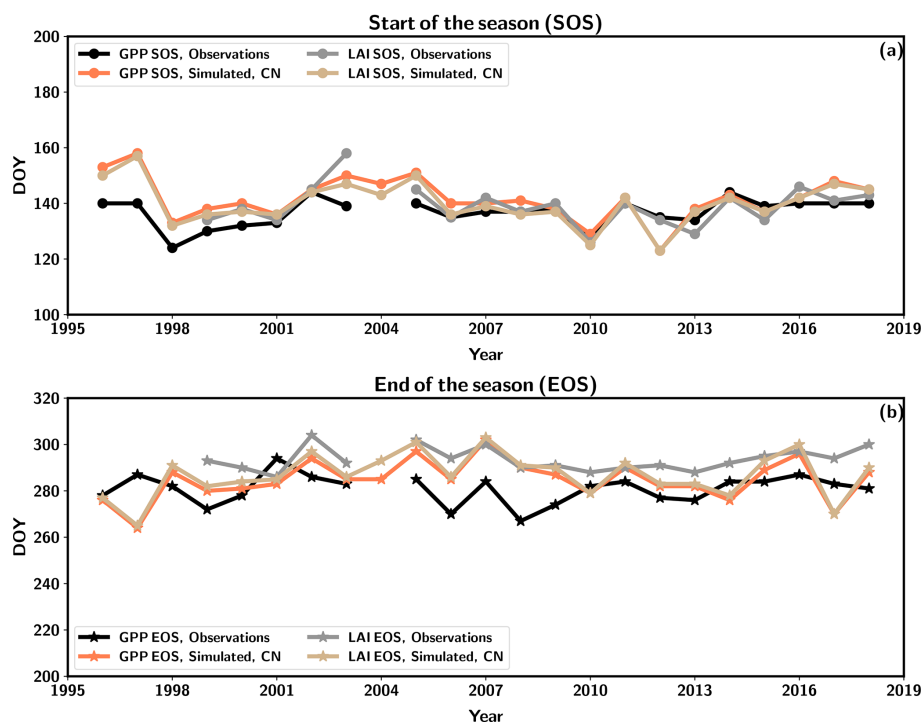 Start of the season (SOS)
(a)
GPP SOS, Observations
GPP SOS, Simulated, CN
LAI SOS, Observations
LAI SOS, Simulated, CN
200
180
160
140
120
100
DOY
1995 1998 2001 2004 2007 2010 2013 2016 2019
Year
End of the season (EOS)
(b)
320
300
280
260
240
220
200
DOY
GPP EOS, Observations
GPP EOS, Simulated, CN
LAI EOS, Observations
LAI EOS, Simulated, CN
1995 1998 2001 2004 2007 2010 2013 2016 2019
Year